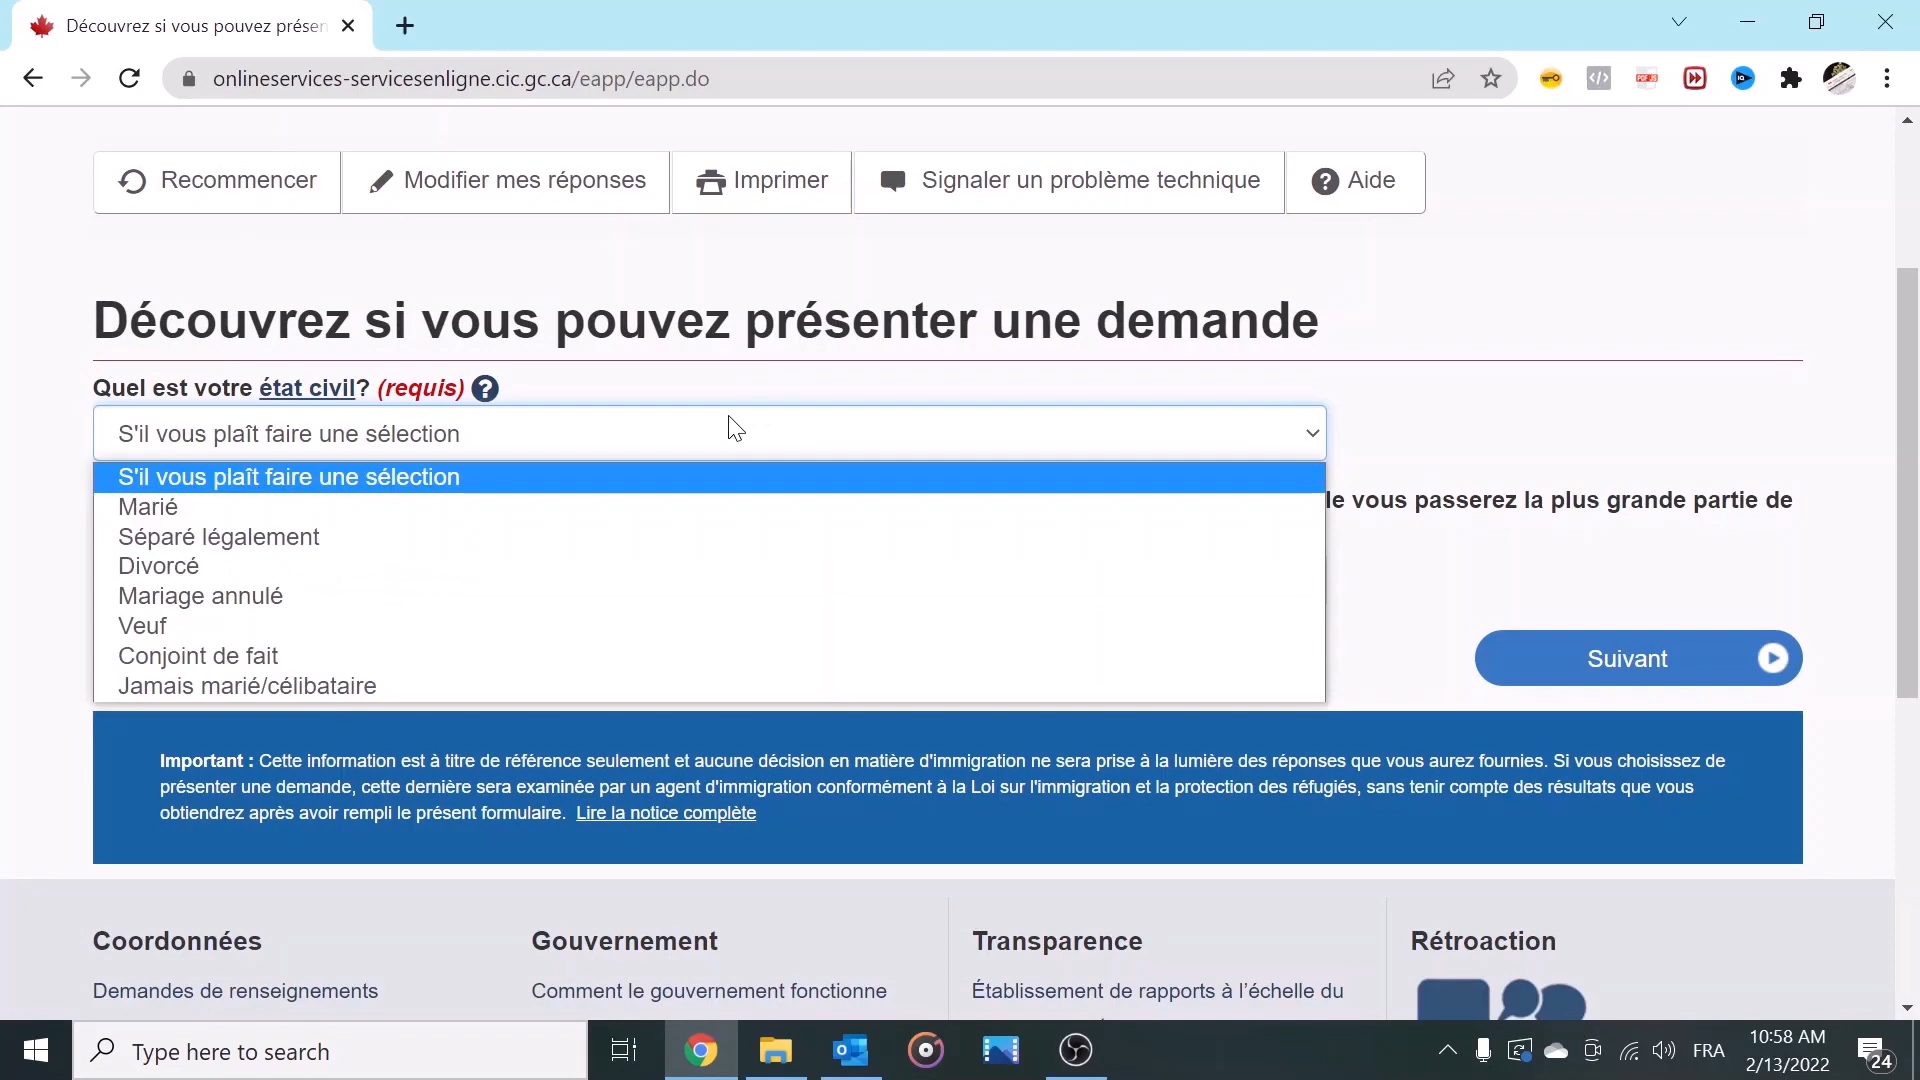 Découvrez si vous pouvez présen
onlineservices-servicesenligne.cic.gc.ca/eapp/eapp.do
Recommencer
Modifier mes réponses
Imprimer
Signaler un problème technique
Aide
Découvrez si vous pouvez présenter une demande
Quel est votre état civil? (requis)
S'il vous plaît faire une sélection
S'il vous plaît faire une sélection
le vous passerez la plus grande partie de
Marié
Séparé légalement
Divorcé
Mariage annulé
Veuf
Conjoint de fait
Jamais marié/célibataire
Suivant
Important : Cette information est à titre de référence seulement et aucune décision en matière d'immigration ne sera prise à la lumière des réponses que vous aurez fournies. Si vous choisissez de
présenter une demande, cette dernière sera examinée par un agent d'immigration conformément à la Loi sur l'immigration et la protection des réfugiés, sans tenir compte des résultats que vous
obtiendrez après avoir rempli le présent formulaire. Lire la notice complète
Coordonnées
Gouvernement
Transparence
Rétroaction
Demandes de renseignements
Comment le gouvernement fonctionne
Établissement de rapports à l’échelle du
Type here to search
FRA
10:58 AM
2/13/2022
24